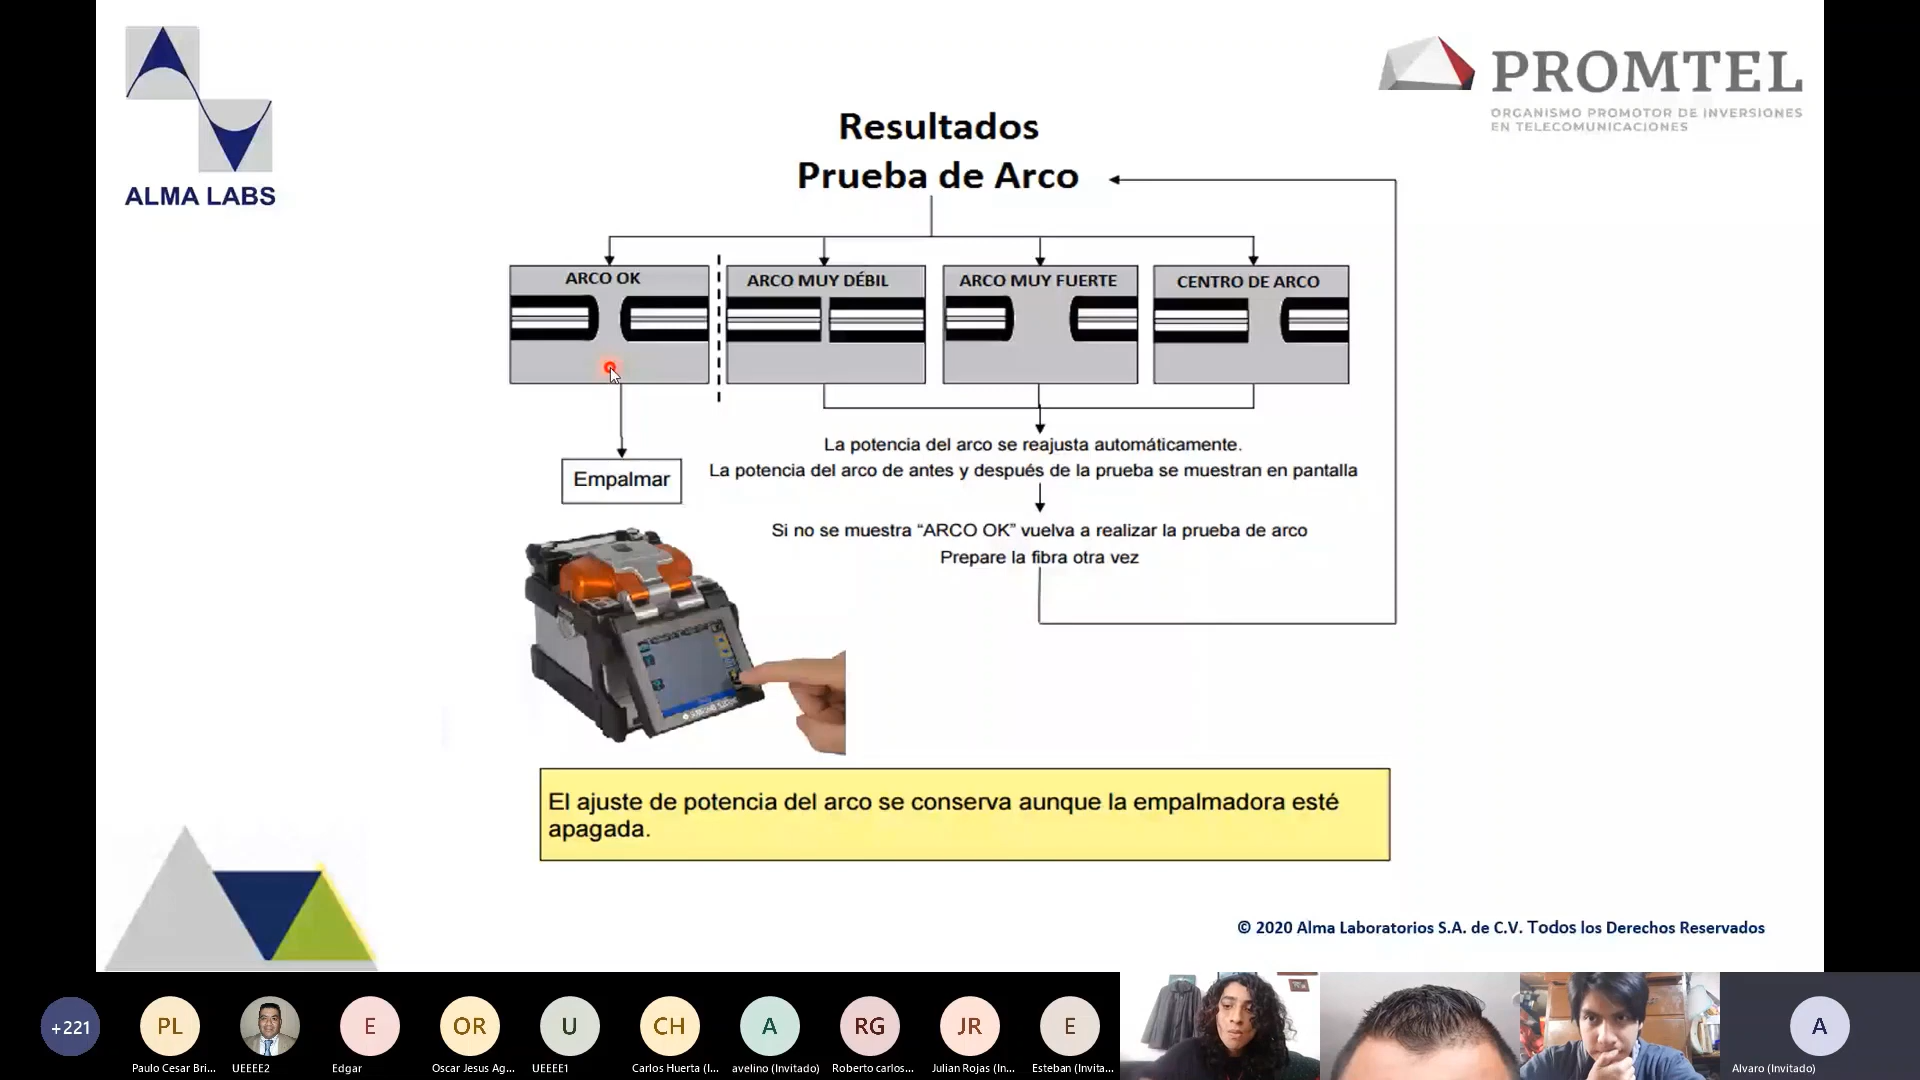 ALMA LABS
PROMTEL
ORGANISMO PROMOTOR DE INVERSIONES
EN TELECOMUNICACIONES
Resultados
Prueba de Arco
ARCO OK
ARCO MUY DÉBIL
ARCO MUY FUERTE
CENTRO DE ARCO
La potencia del arco se reajusta automáticamente.
La potencia del arco de antes y después de la prueba se muestran en pantalla
Empalmar
Si no se muestra “ARCO OK” vuelva a realizar la prueba de arco
Prepare la fibra otra vez
El ajuste de potencia del arco se conserva aunque la empalmadora esté
apagada.
© 2020 Alma Laboratorios S.A. de C.V. Todos los Derechos Reservados
+221
PL
E
OR
U
CH
A
RG
JR
E
A
Paulo Cesar Bri...
UEEEE2
Edgar
Oscar Jesus Ag...
UEEEE1
Carlos Huerta (I...
avelino (Invitado)
Roberto carlos...
Julian Rojas (In...
Esteban (Invita...
Alvaro (Invitado)